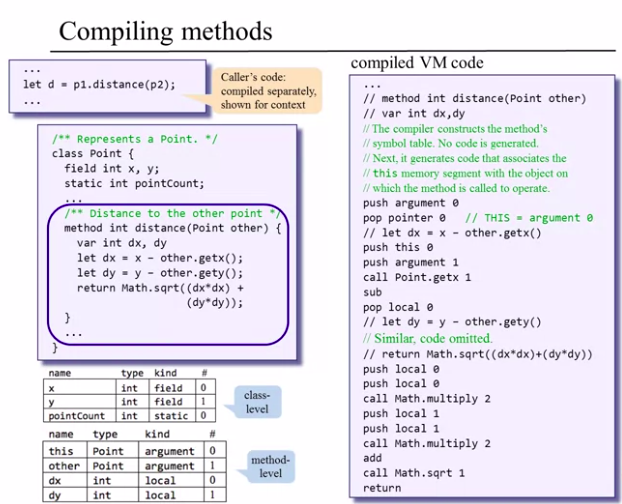 Compiling methods
...
let d = p1.distance(p2);
...
Caller's code:
compiled separately,
shown for context
/** Represents a Point. */
class Point {
field int x, y;
static int pointCount;
...
/** Distance to the other point */
method int distance(Point other) {
var int dx, dy
let dx = x – other.getx();
let dy = y – other.gety();
return Math.sqrt((dx*dx) +
(dy*dy));
}
...
}
name type kind #
x int field 0
y int field 1
pointCount int static 0
class-
level
name type kind #
this Point argument 0
other Point argument 1
dx int local 0
dy int local 1
method-
level
compiled VM code
...
// method int distance(Point other)
// var int dx,dy
// The compiler constructs the method's
// symbol table. No code is generated.
// Next, it generates code that associates the
// this memory segment with the object on
// which the method is called to operate.
push argument 0
pop pointer 0 // THIS = argument 0
// let dx = x – other.getx()
push this 0
push argument 1
call Point.getx 1
sub
pop local 0
// let dy = y – other.gety()
// Similar, code omitted.
// return Math.sqrt((dx*dx)+(dy*dy))
push local 0
push local 0
call Math.multiply 2
push local 1
push local 1
call Math.multiply 2
add
call Math.sqrt 1
return